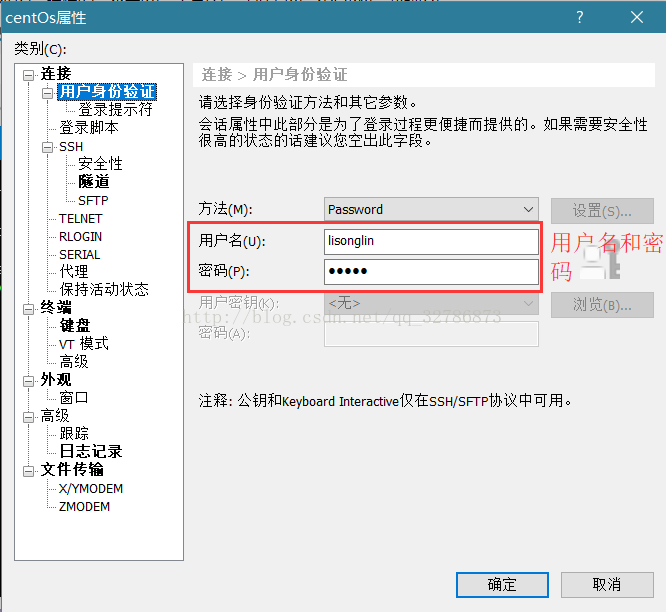 centOs属性
?
类别(C):
连接
用户身份验证
登录提示符
登录脚本
SSH
安全性
隧道
SFTP
TELNET
RLOGIN
SERIAL
代理
保持活动状态
终端
键盘
VT 模式
高级
外观
窗口
高级
跟踪
日志记录
文件传输
X/YMODEM
ZMODEM
连接 > 用户身份验证
请选择身份验证方法和其它参数。
会话属性中此部分是为了登录过程更便捷而提供的。如果需要安全性
很高的状态的话建议您空出此字段。
方法(M): Password 设置(S)...
用户名(U): lisonglin
密码(P): ●●●●●
用户名和密
码
用户密钥(K): <无> 浏览(B)...
http://blog.csdn.net/qq_32786873
密码(A):
注释: 公钥和Keyboard Interactive仅在SSH/SFTP协议中可用。
确定 取消